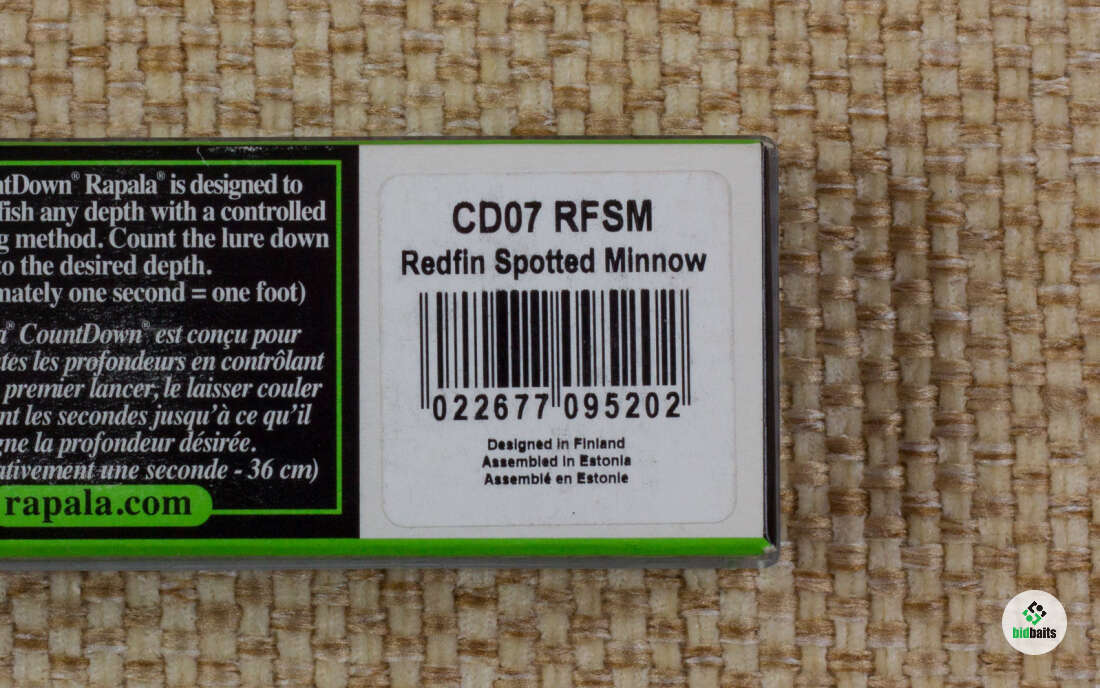 ntDown® Rapala® is designed to
fish any depth with a controlled
g method. Count the lure down
to the desired depth.
mately one second = one foot)
a® CountDown® est conçu pour
tes les profondeurs en contrôlant
premier lancer, le laisser couler
nt les secondes jusqu'à ce qu'il
gne la profondeur désirée.
ativement une seconde - 36 cm)
rapala.com
CD07 RFSM
Redfin Spotted Minnow
022677 095202
Designed in Finland
Assembled in Estonia
Assemblé en Estonie
bidbaits